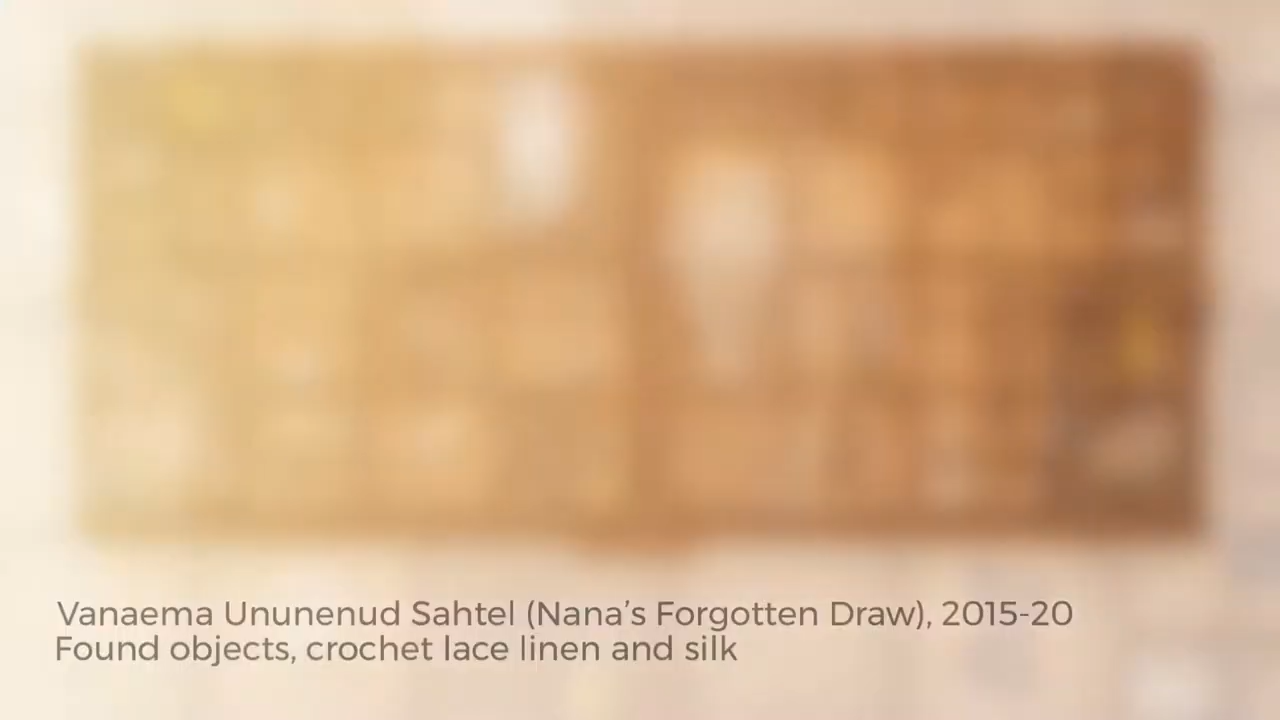 Vanaema Ununenud Sahtel (Nana’s Forgotten Draw), 2015-20
Found objects, crochet lace linen and silk